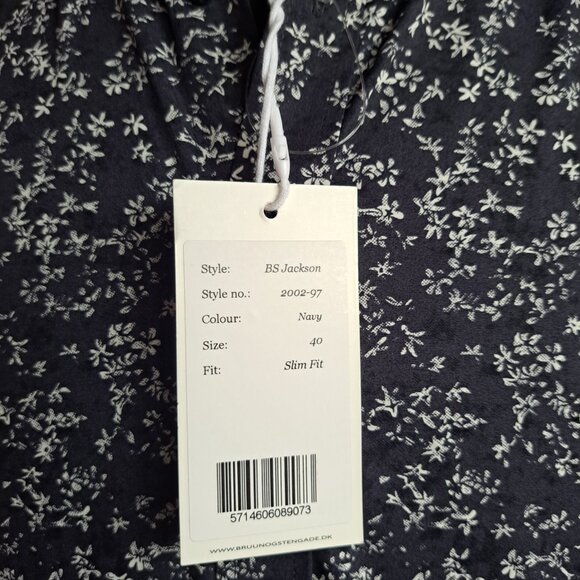 Style: BS Jackson
Style no.: 2002-97
Colour: Navy
Size: 40
Fit: Slim Fit
5714606089073
WWW.BRUUNOGSTENGADE.DK